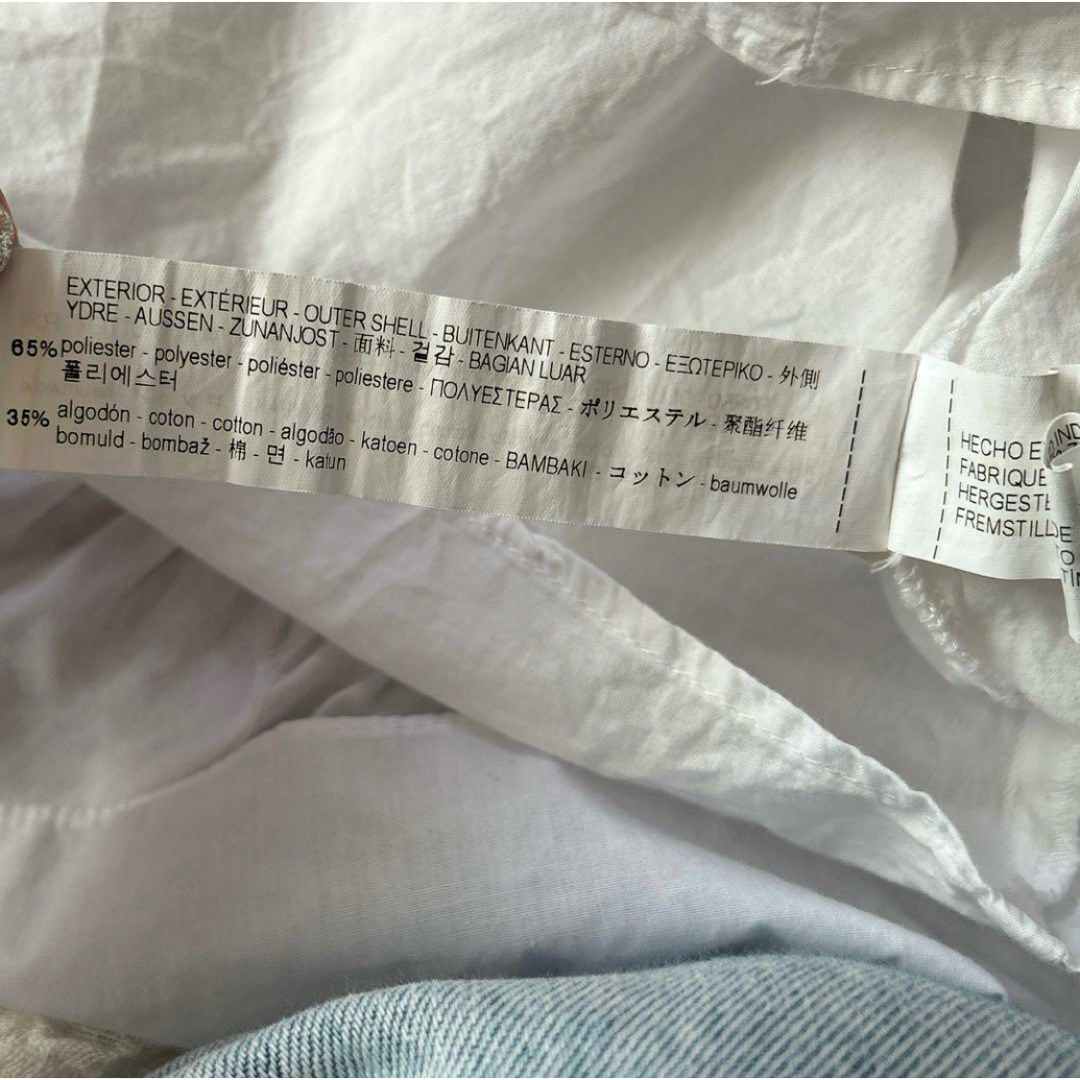 EXTERIOR - EXTÉRIEUR - OUTER SHELL - BUITENKANT - ESTERNO - ΕΞΩΤΕΡΙΚΟ - 外側
YDRE - AUSSEN - ZUNANJOST - 面料 - 겉감 - BAGIAN LUAR
65% poliester - polyester - poliéster - poliestere - ΠΟΛΥΕΣΤΕΡΑΣ - ポリエステル - 聚酯纤维
폴리에스터
35% algodón - coton - cotton - algodão - katoen - cotone - BAMBAKI - コットン - baumwolle
bomuld - bombaž - 棉 - 면 - katun
HECHO E
FABRIQUE
HERGESTE
FREMSTILL
IND